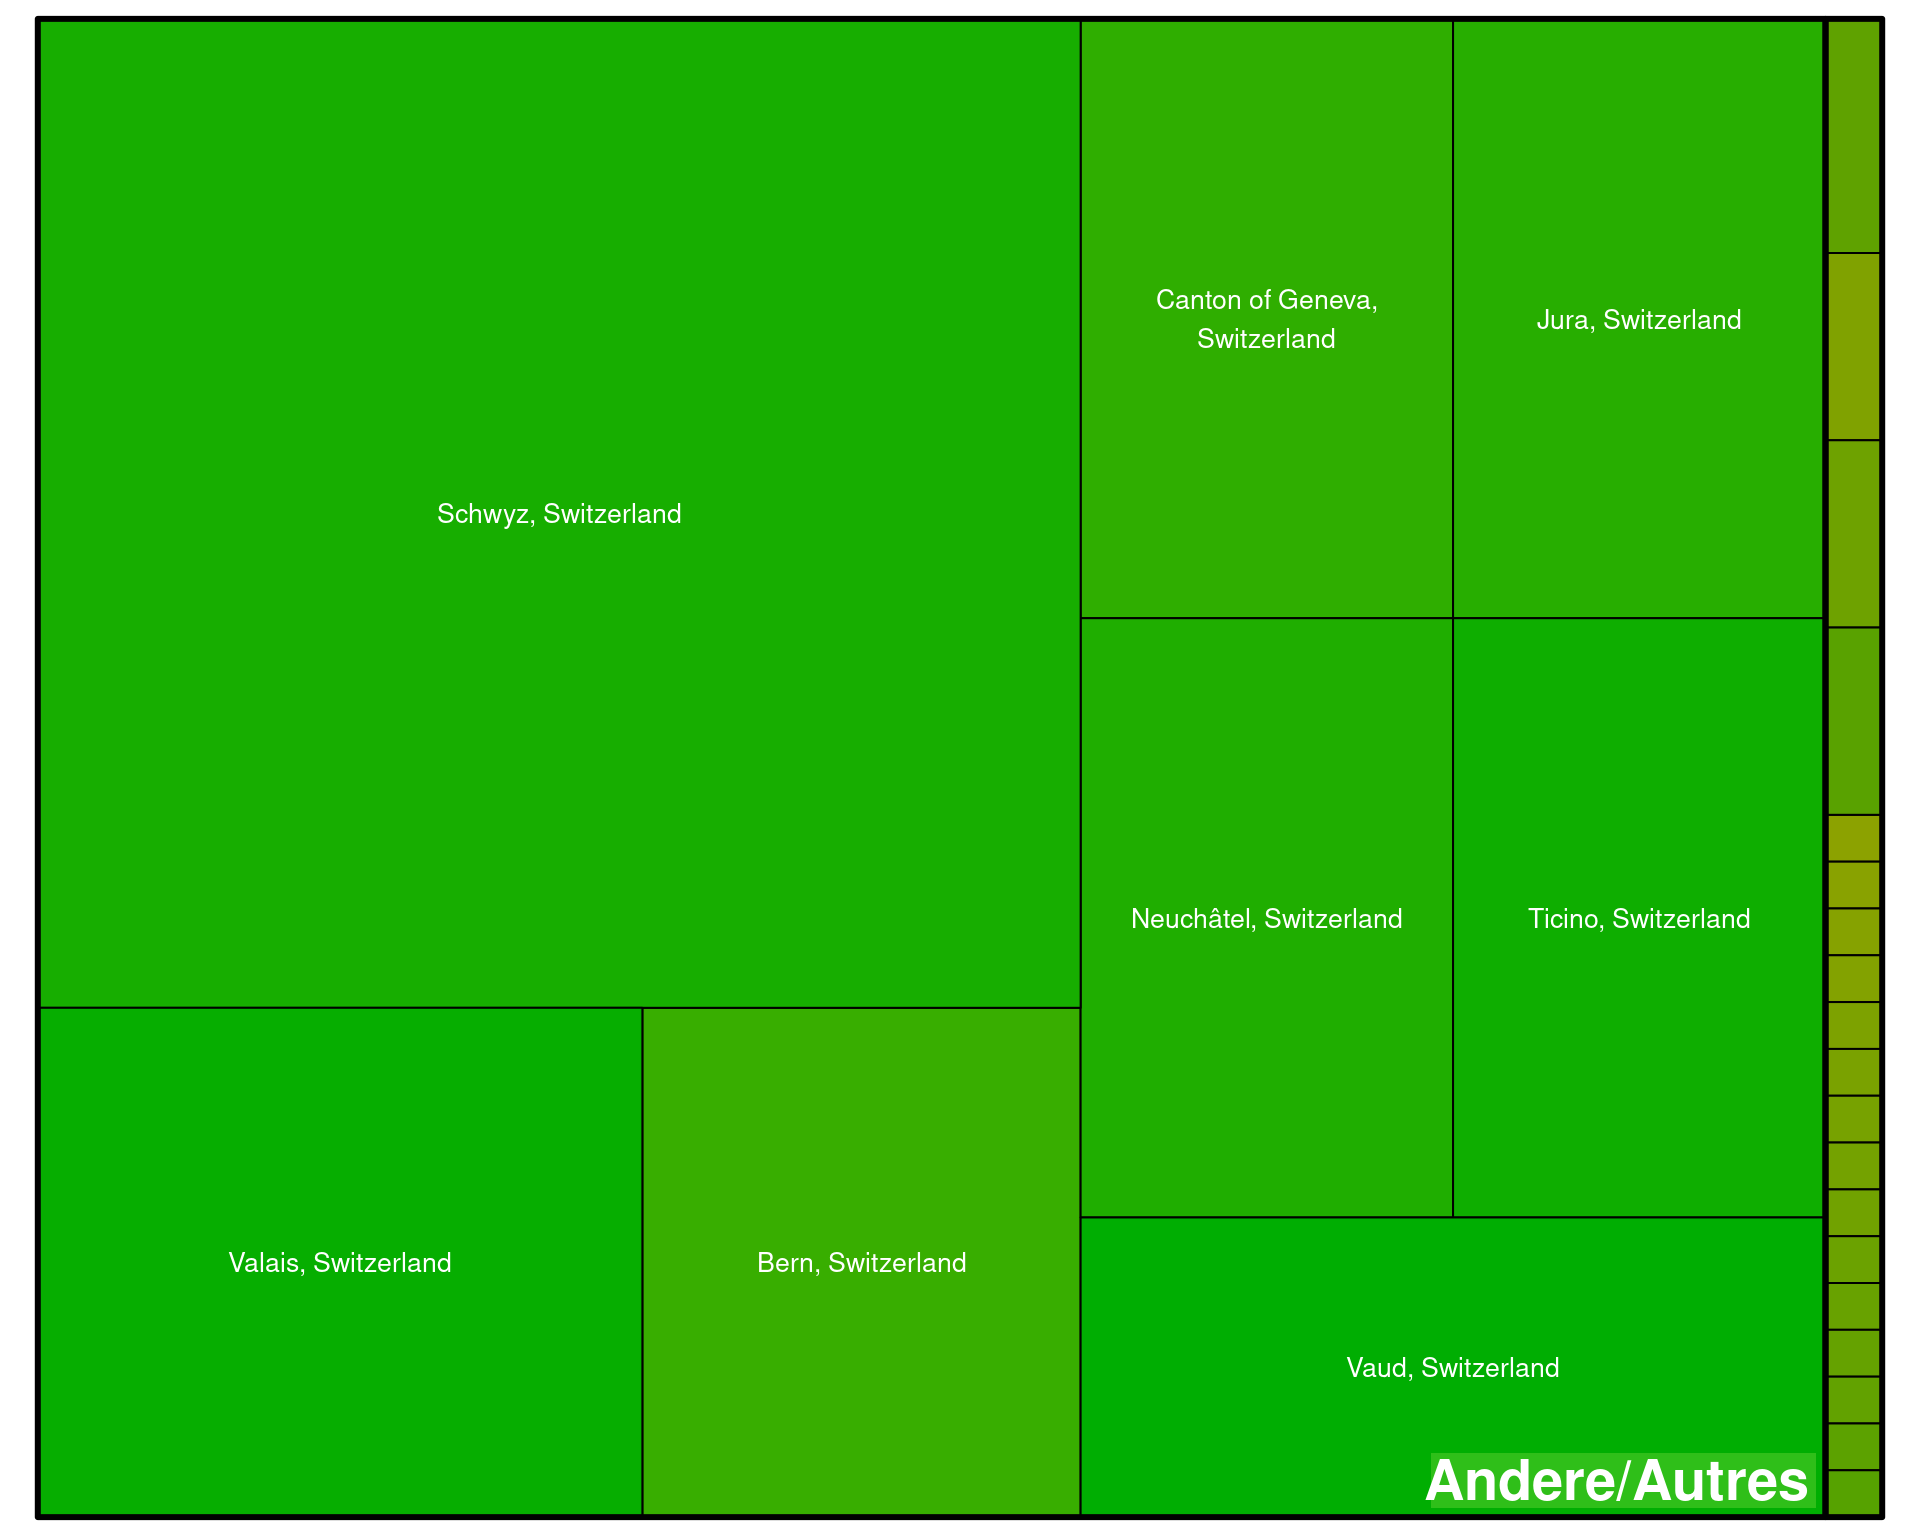 Schwyz, Switzerland
Canton of Geneva,
Switzerland
Jura, Switzerland
Neuchâtel, Switzerland
Ticino, Switzerland
Valais, Switzerland
Bern, Switzerland
Vaud, Switzerland
Andere/Autres